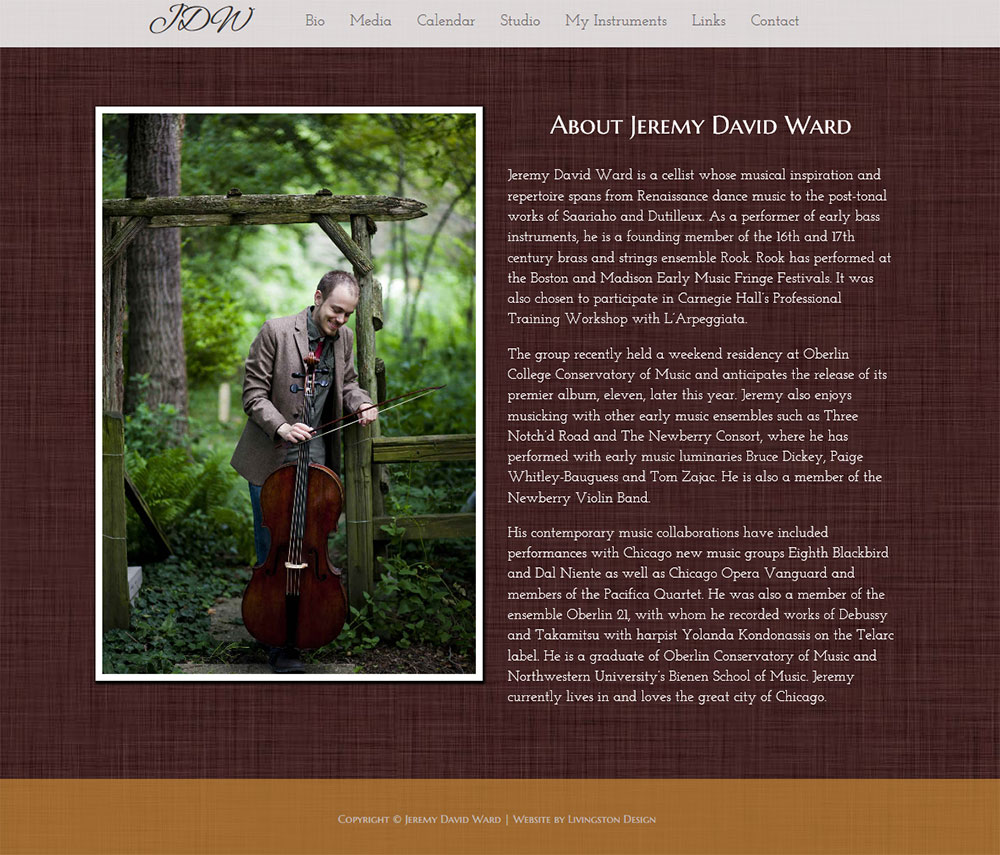 JDW
Bio Media Calendar Studio My Instruments Links Contact
About Jeremy David Ward
Jeremy David Ward is a cellist whose musical inspiration and
repertoire spans from Renaissance dance music to the post-tonal
works of Saariaho and Dutilleux. As a performer of early bass
instruments, he is a founding member of the 16th and 17th
century brass and strings ensemble Rook. Rook has performed at
the Boston and Madison Early Music Fringe Festivals. It was
also chosen to participate in Carnegie Hall's Professional
Training Workshop with L'Arpeggiata.
The group recently held a weekend residency at Oberlin
College Conservatory of Music and anticipates the release of its
premier album, eleven, later this year. Jeremy also enjoys
musicking with other early music ensembles such as Three
Notch'd Road and The Newberry Consort, where he has
performed with early music luminaries Bruce Dickey, Paige
Whitley-Bauguess and Tom Zajac. He is also a member of the
Newberry Violin Band.
His contemporary music collaborations have included
performances with Chicago new music groups Eighth Blackbird
and Dal Niente as well as Chicago Opera Vanguard and
members of the Pacifica Quartet. He was also a member of the
ensemble Oberlin 21, with whom he recorded works of Debussy
and Takamitsu with harpist Yolanda Kondonassis on the Telarc
label. He is a graduate of Oberlin Conservatory of Music and
Northwestern University's Bienen School of Music. Jeremy
currently lives in and loves the great city of Chicago.
Copyright © Jeremy David Ward | Website by Livingston Design